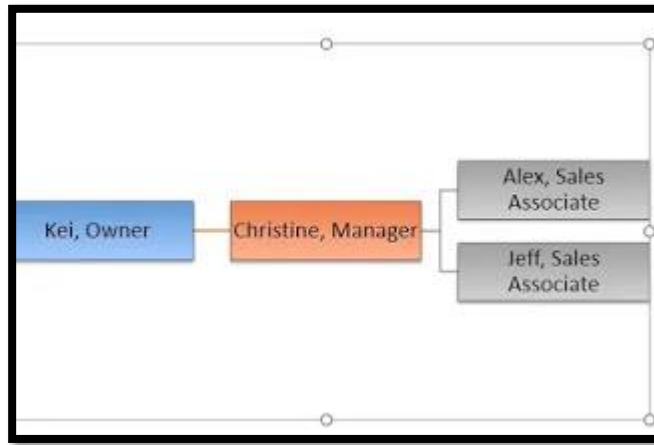 Kei, Owner
Christine, Manager
Alex, Sales
Associate
Jeff, Sales
Associate